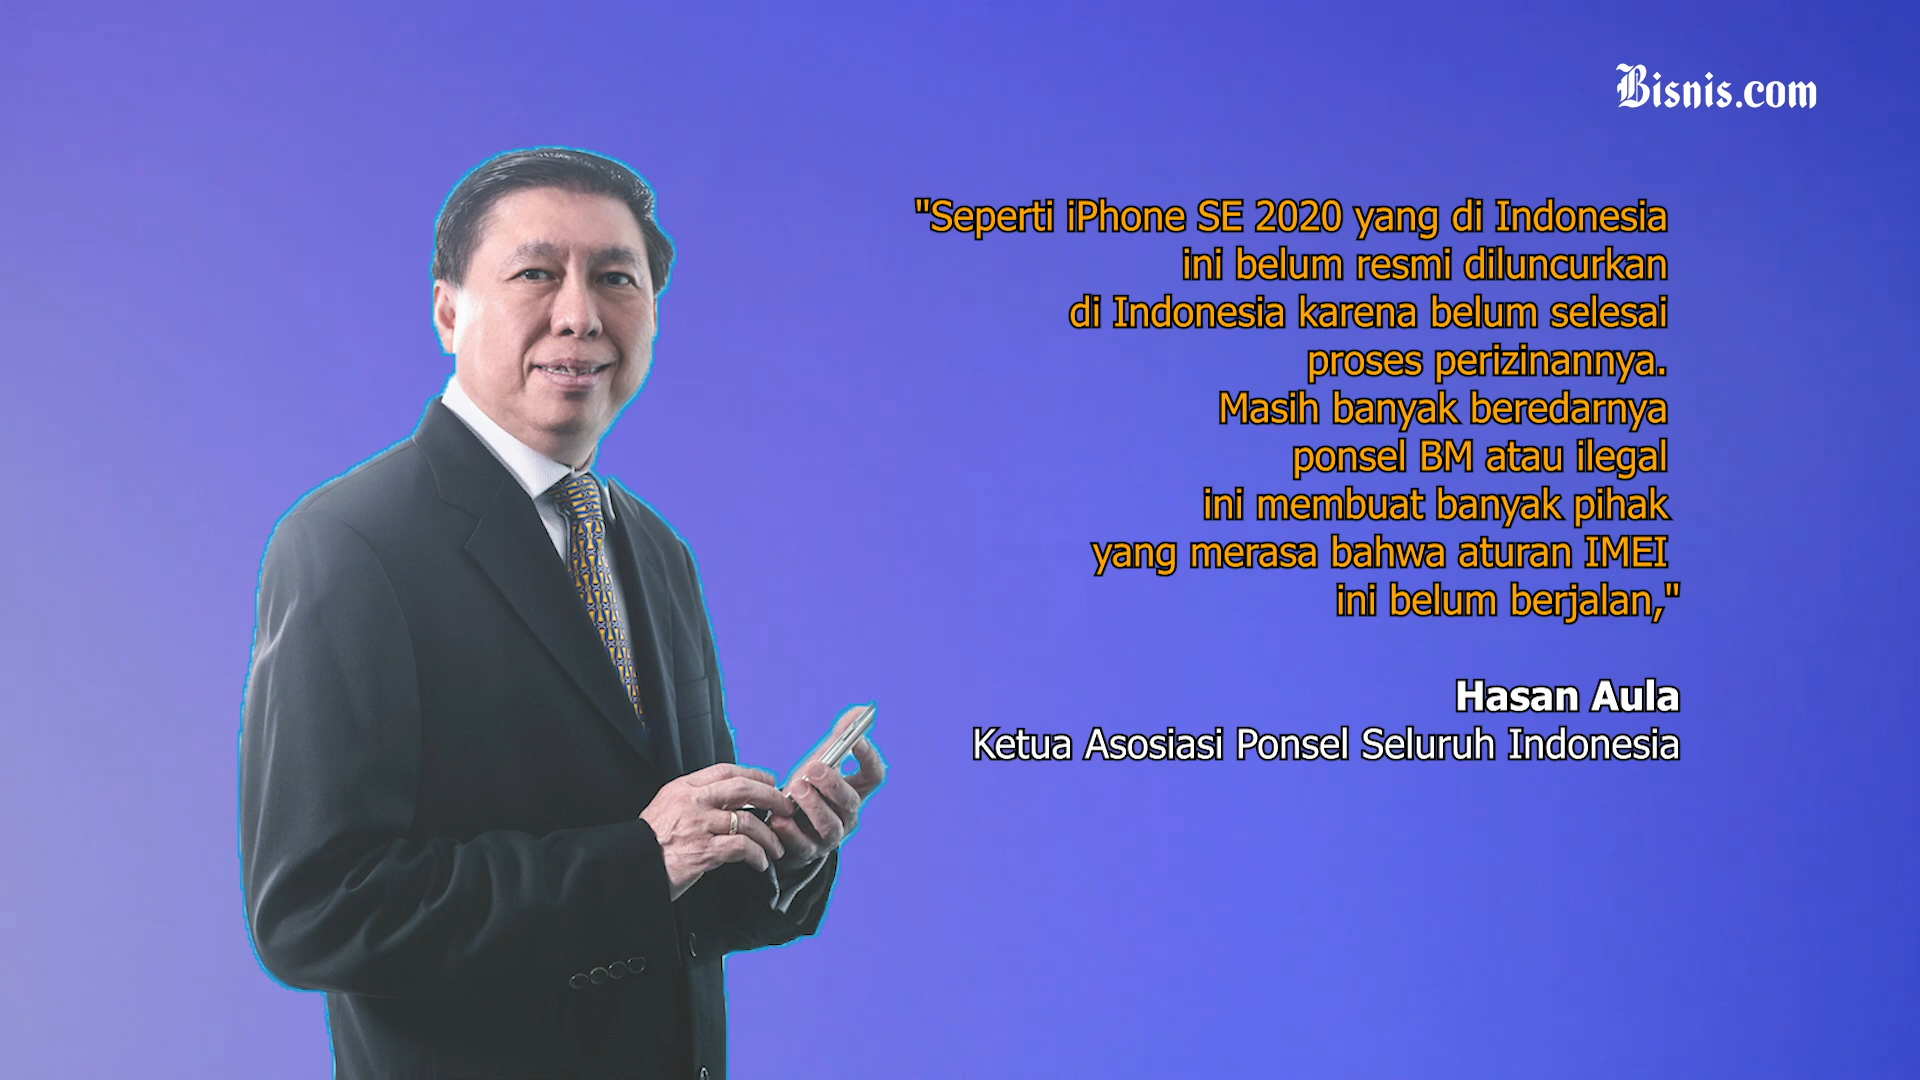 Bisnis.com
"Seperti iPhone SE 2020 yang di Indonesia
ini belum resmi diluncurkan
di Indonesia karena belum selesai
proses perizinannya.
Masih banyak beredarnya
ponsel BM atau ilegal
ini membuat banyak pihak
yang merasa bahwa aturan IMEI
ini belum berjalan,"
Hasan Aula
Ketua Asosiasi Ponsel Seluruh Indonesia